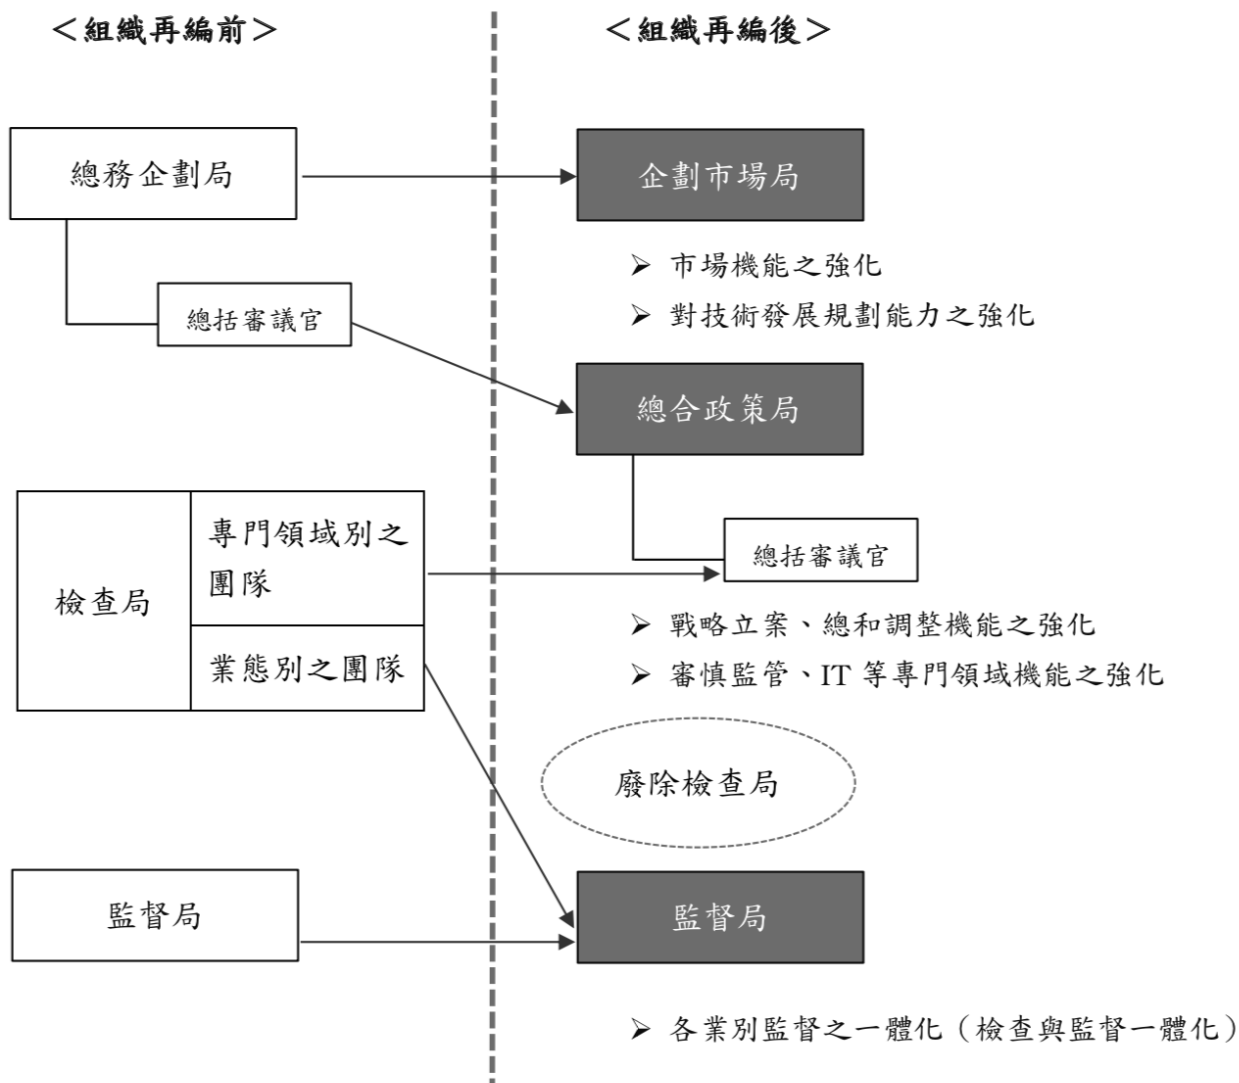 ＜組織再編前＞
＜組織再編後＞
總務企劃局
企劃市場局
➢ 市場機能之強化
總括審議官
➢ 對技術發展規劃能力之強化
總合政策局
檢查局
專門領域別之
團隊
業態別之團隊
總括審議官
➢ 戰略立案、總和調整機能之強化
➢ 審慎監管、IT 等專門領域機能之強化
廢除檢查局
監督局
監督局
➢ 各業別監督之一體化（檢查與監督一體化）